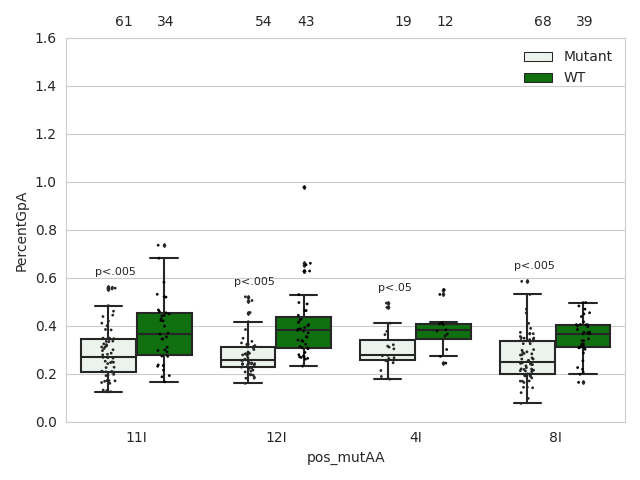 61 34 54 43 19 12 68 39
1.6
Mutant
WT
1.4
1.2
1.0
0.8
0.6
0.4
0.2
0.0
PercentGpA
p<.005
p<.005
p<.05
p<.005
11I 12I 4I 8I
pos_mutAA